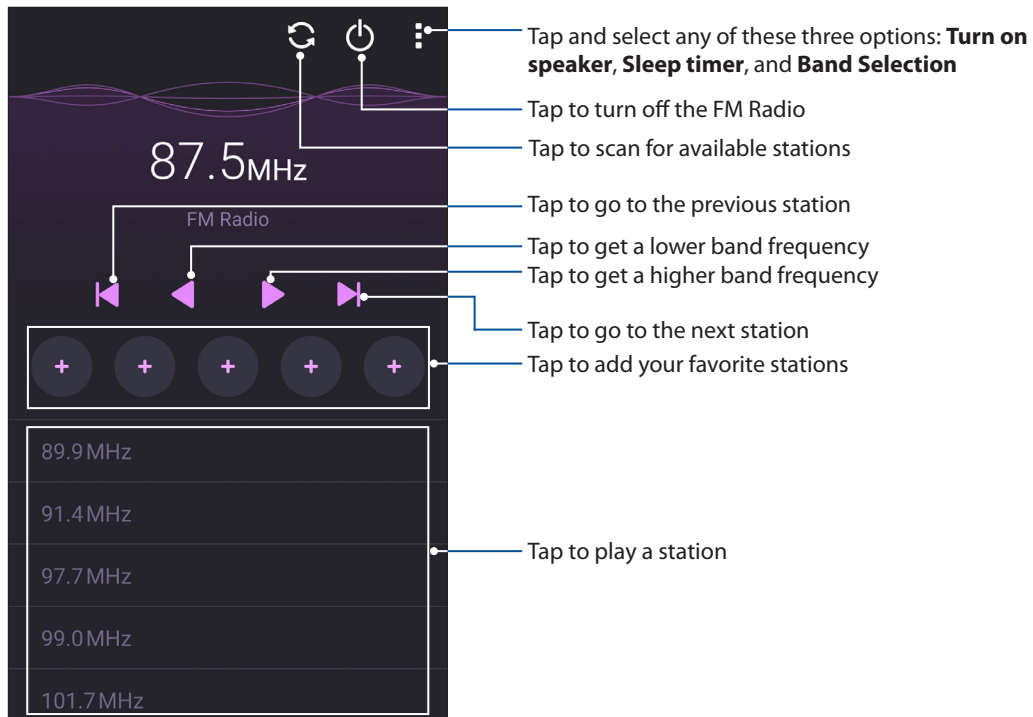 Tap and select any of these three options: Turn on
speaker, Sleep timer, and Band Selection
Tap to turn off the FM Radio
Tap to scan for available stations
87.5MHz
FM Radio
Tap to go to the previous station
Tap to get a lower band frequency
Tap to get a higher band frequency
Tap to go to the next station
Tap to add your favorite stations
+ + + + +
89.9MHz
91.4MHz
Tap to play a station
97.7MHz
99.0MHz
101.7MHz